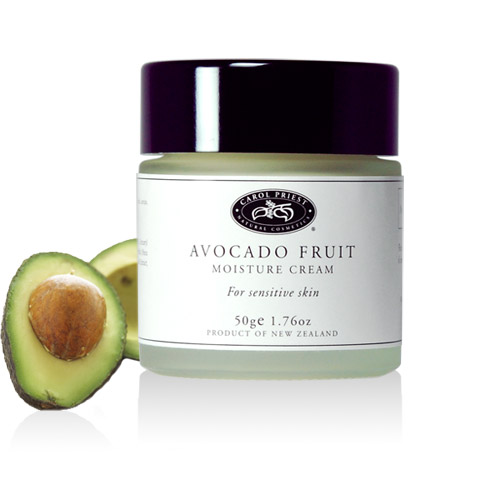 CAROL PRIEST
NATURAL COSMETICS
®
AVOCADO FRUIT
MOISTURE CREAM
For sensitive skin
50ge 1.76oz
PRODUCT OF NEW ZEALAND